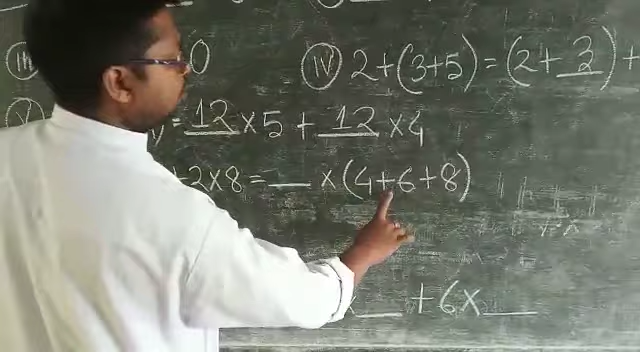 (iii) 0 (iv) 2+(3+5)=(2+ 3)+
(v) = 12 ×5 + 12 ×4
+2×8= __ ×(4+6+8)
× __ +6× __